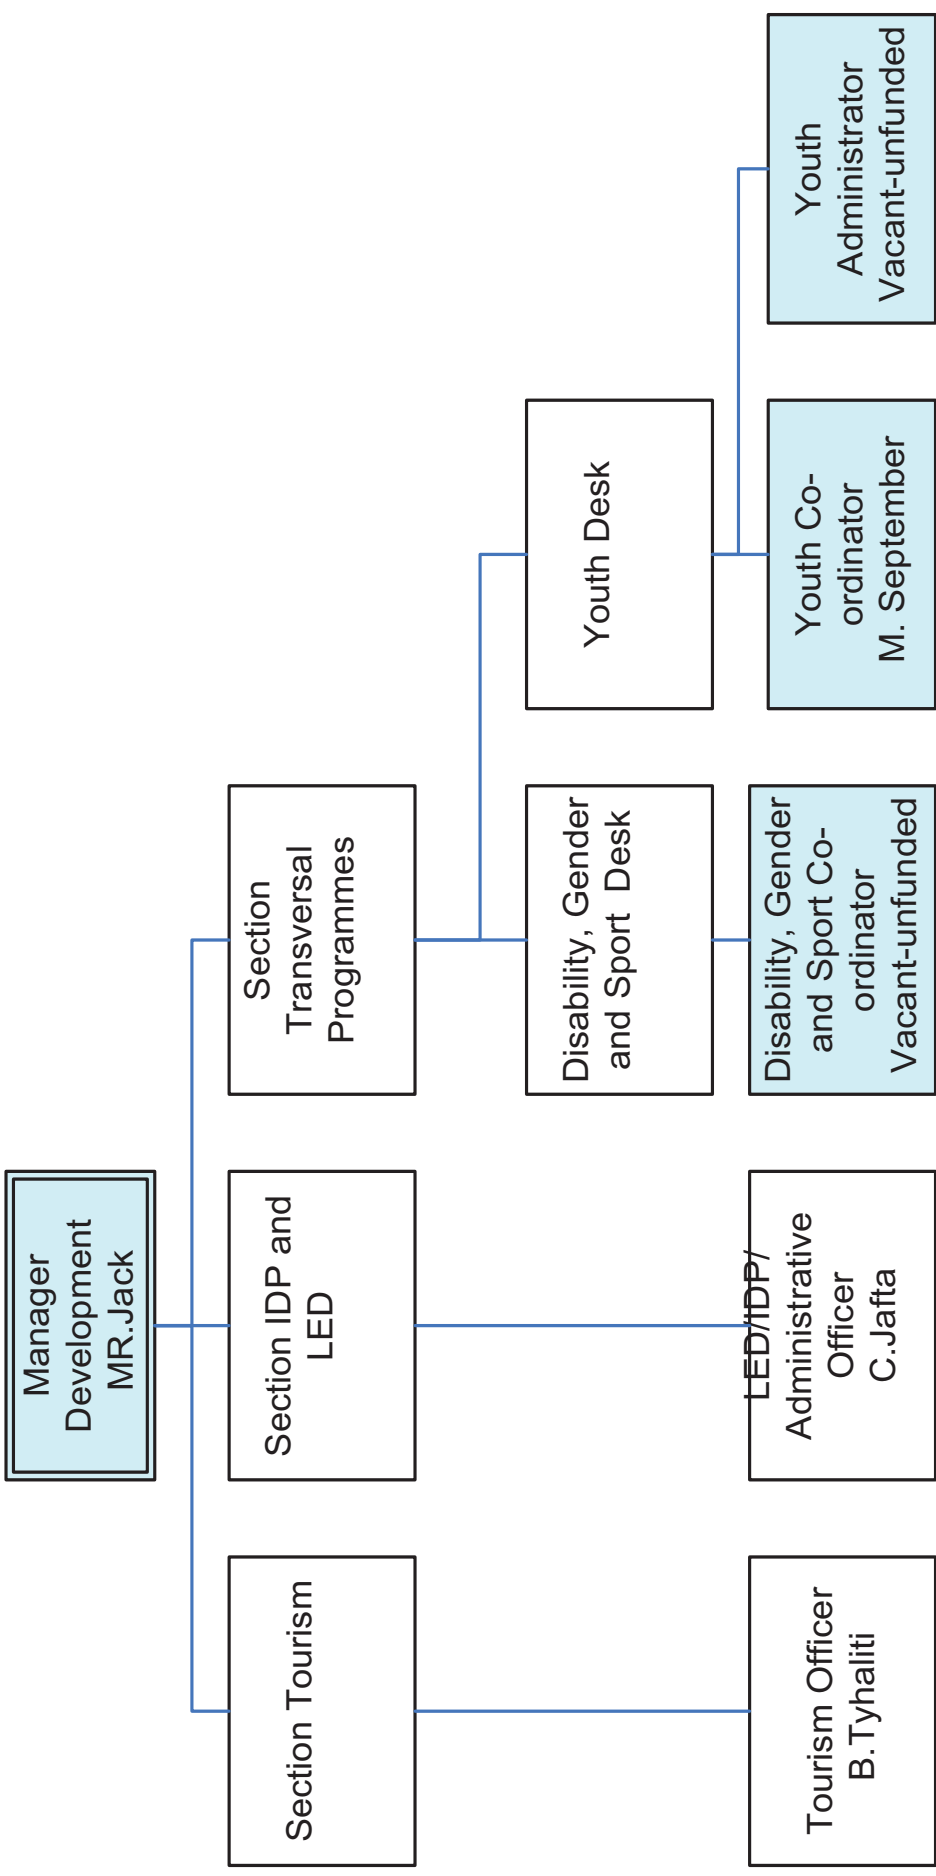 Manager
Development
MR.Jack
Section Tourism
Section IDP and
LED
Section
Transversal
Programmes
Disability, Gender
and Sport  Desk
Youth Desk
Tourism Officer
B.Tyhaliti
LED/IDP/
Administrative
Officer
C.Jafta
Disability, Gender
and Sport Co-
ordinator
Vacant-unfunded
Youth Co-
ordinator
M. September
Youth
Administrator
Vacant-unfunded